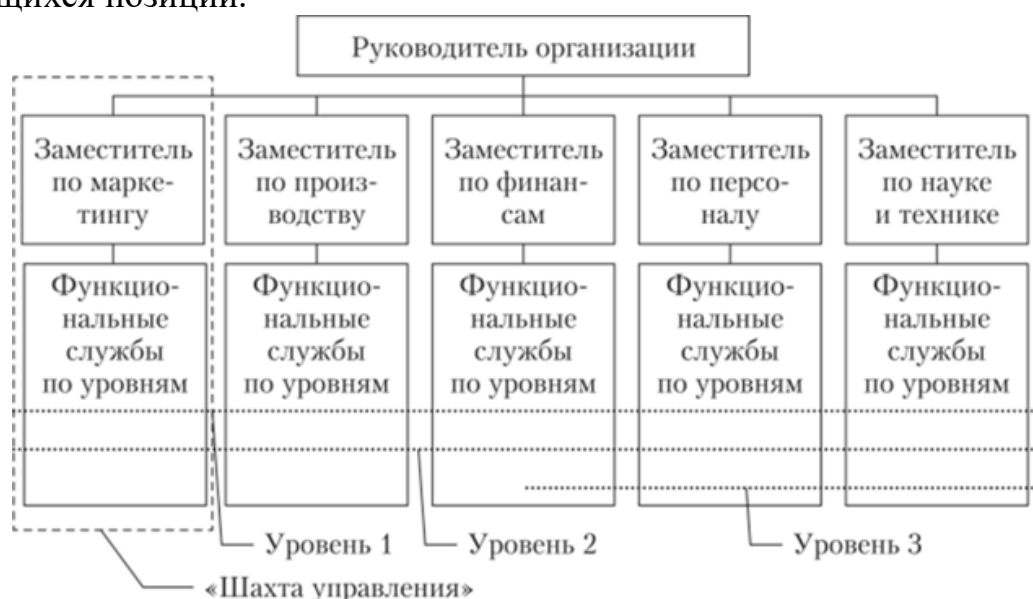 щихся позиций.
Руководитель организации
Заместитель
по марке-
тингу
Заместитель
по произ-
водству
Заместитель
по финан-
сам
Заместитель
по персо-
налу
Заместитель
по науке
и технике
Функцио-
нальные
службы
по уровням
Функцио-
нальные
службы
по уровням
Функцио-
нальные
службы
по уровням
Функцио-
нальные
службы
по уровням
Функцио-
нальные
службы
по уровням
Уровень 1
Уровень 2
Уровень 3
«Шахта управления»